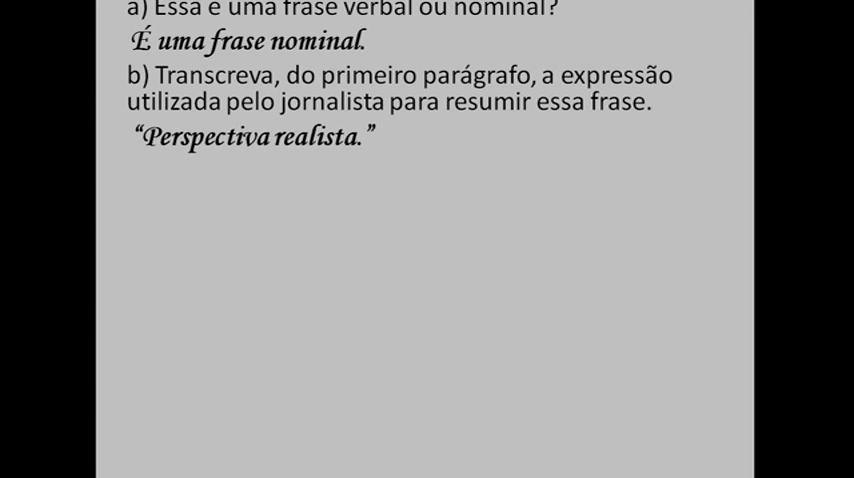 a) Essa é uma frase verbal ou nominal?
É uma frase nominal.
b) Transcreva, do primeiro parágrafo, a expressão
utilizada pelo jornalista para resumir essa frase.
“Perspectiva realista.”